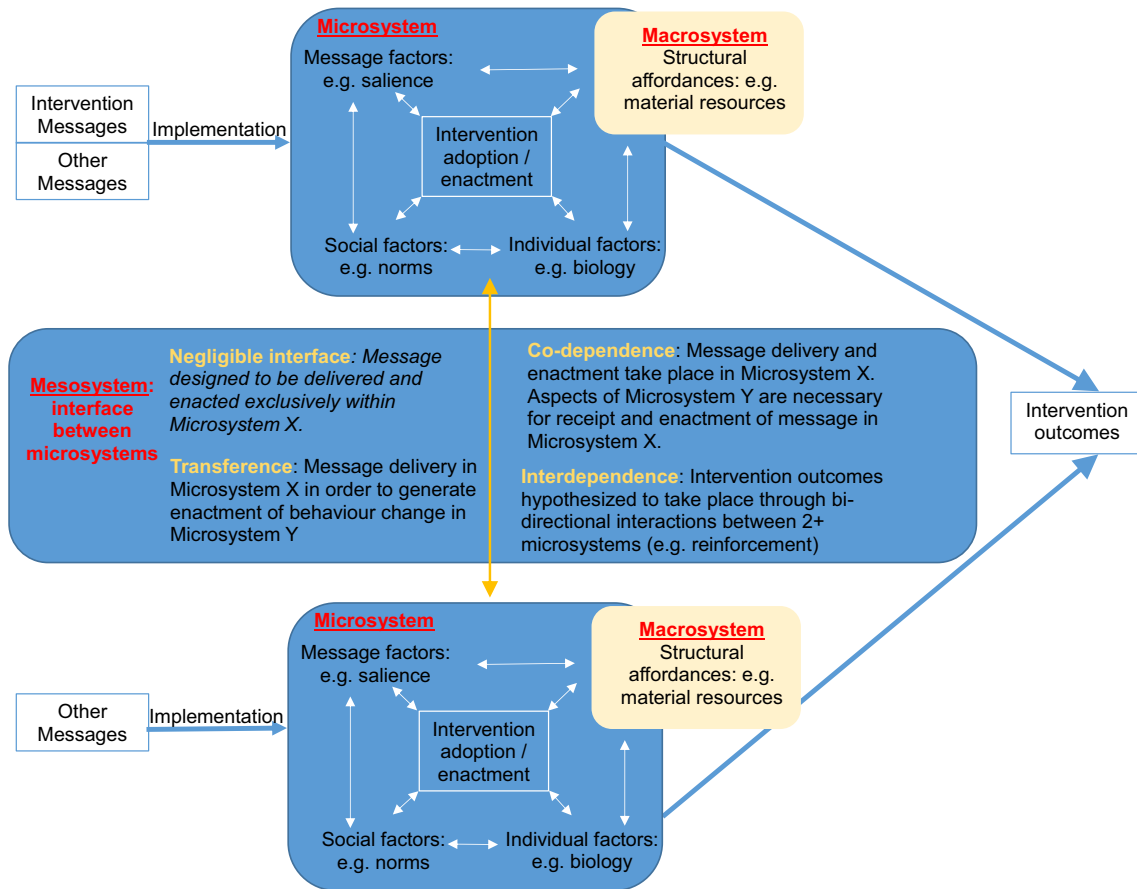 Microsystem
Message factors:
e.g. salience
Macrosystem
Structural
affordances: e.g.
material resources
Intervention
Messages
Other
Messages
Implementation
Intervention
adoption /
enactment
Social factors:
e.g. norms
Individual factors:
e.g. biology
Mesosystem:
interface
between
microsystems
Negligible interface: Message
designed to be delivered and
enacted exclusively within
Microsystem X.
Transference: Message delivery in
Microsystem X in order to generate
enactment of behaviour change in
Microsystem Y
Co-dependence: Message delivery and
enactment take place in Microsystem X.
Aspects of Microsystem Y are necessary
for receipt and enactment of message in
Microsystem X.
Interdependence: Intervention outcomes
hypothesized to take place through bi-
directional interactions between 2+
microsystems (e.g. reinforcement)
Intervention
outcomes
Microsystem
Message factors:
e.g. salience
Macrosystem
Structural
affordances: e.g.
material resources
Other
Messages
Implementation
Intervention
adoption /
enactment
Social factors:
e.g. norms
Individual factors:
e.g. biology